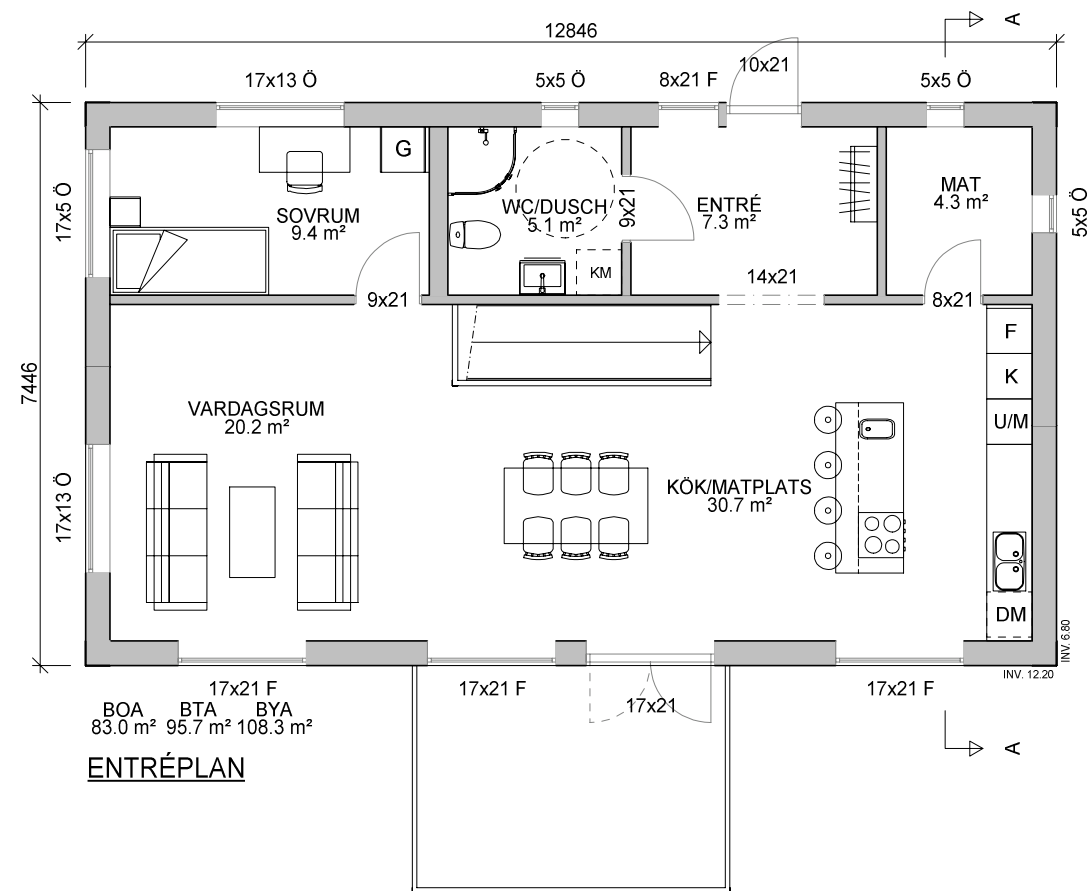 A
12846
10x21
17x13 Ö
5x5 Ö
8x21 F
5x5 Ö
G
17x5 Ö
SOVRUM
9.4 m²
WC/DUSCH
5.1 m²
9x21
ENTRÉ
7.3 m²
MAT
4.3 m²
5x5 Ö
KM
9x21
14x21
8x21
F
K
U/M
7446
VARDAGSRUM
20.2 m²
KÖK/MATPLATS
30.7 m²
17x13 Ö
DM
INV. 6.80
INV. 12.20
17x21 F
17x21 F
17x21
17x21 F
BOA BTA BYA
83.0 m² 95.7 m² 108.3 m²
ENTRÉPLAN
A